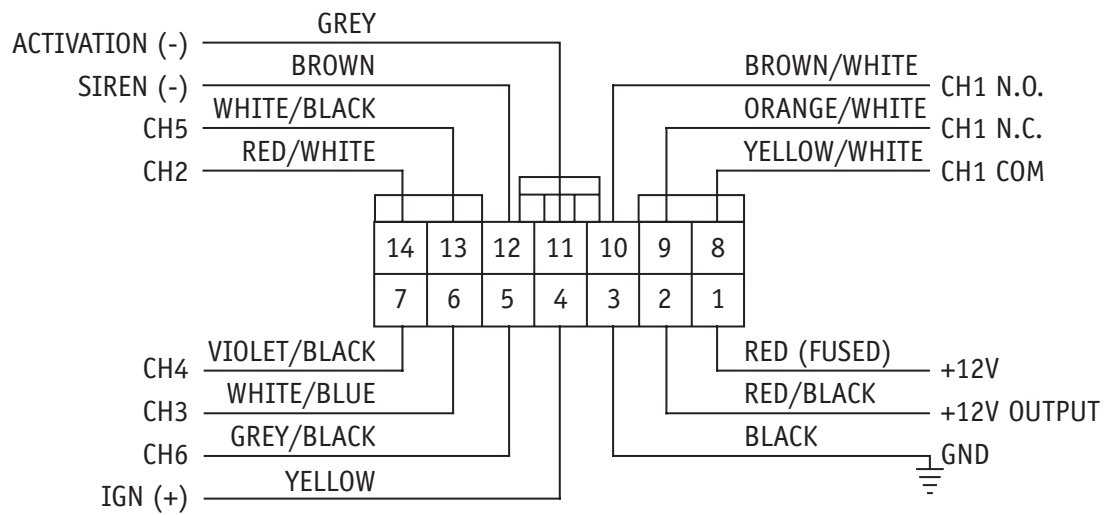 GREY
ACTIVATION (-)
BROWN
SIREN (-)
WHITE/BLACK
CH5
RED/WHITE
CH2
BROWN/WHITE
CH1 N.O.
ORANGE/WHITE
CH1 N.C.
YELLOW/WHITE
CH1 COM
14 13 12 11 10 9 8
7 6 5 4 3 2 1
VIOLET/BLACK
CH4
WHITE/BLUE
CH3
GREY/BLACK
CH6
YELLOW
IGN (+)
RED (FUSED)
+12V
RED/BLACK
+12V OUTPUT
BLACK
GND